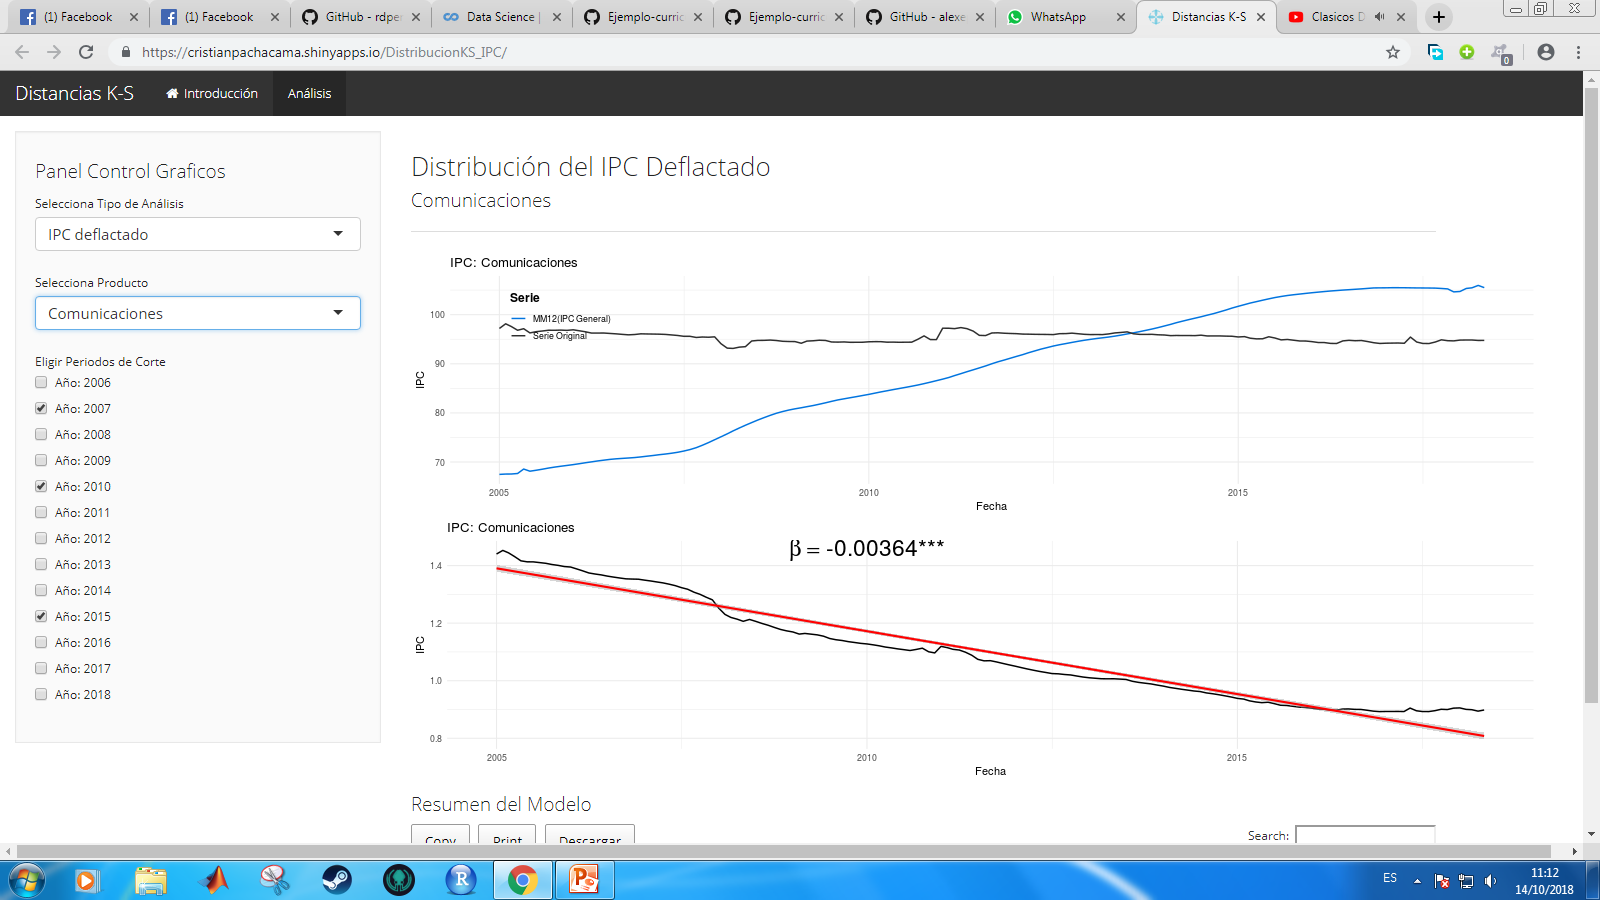 (1) Facebook
(1) Facebook
GitHub - rdpe
Data Science |
Ejemplo-curric
Ejemplo-curric
GitHub - alexe
WhatsApp
Distancias K-S
Clasicos D
https://cristianpachacama.shinyapps.io/DistribucionKS_IPC/
0
Distancias K-S
Introducción
Análisis
Panel Control Graficos
Selecciona Tipo de Análisis
IPC deflactado
Selecciona Producto
Comunicaciones
Eligir Periodos de Corte
Año: 2006
Año: 2007
Año: 2008
Año: 2009
Año: 2010
Año: 2011
Año: 2012
Año: 2013
Año: 2014
Año: 2015
Año: 2016
Año: 2017
Año: 2018
Distribución del IPC Deflactado
Comunicaciones
IPC: Comunicaciones
Serie
MM12(IPC General)
Serie Original
100
90
80
70
IPC
2005
2010
2015
Fecha
IPC: Comunicaciones
β = -0.00364***
1.4
1.2
1.0
0.8
IPC
2005
2010
2015
Fecha
Resumen del Modelo
Copy
Print
Descargar
Search:
ES
11:12
14/10/2018